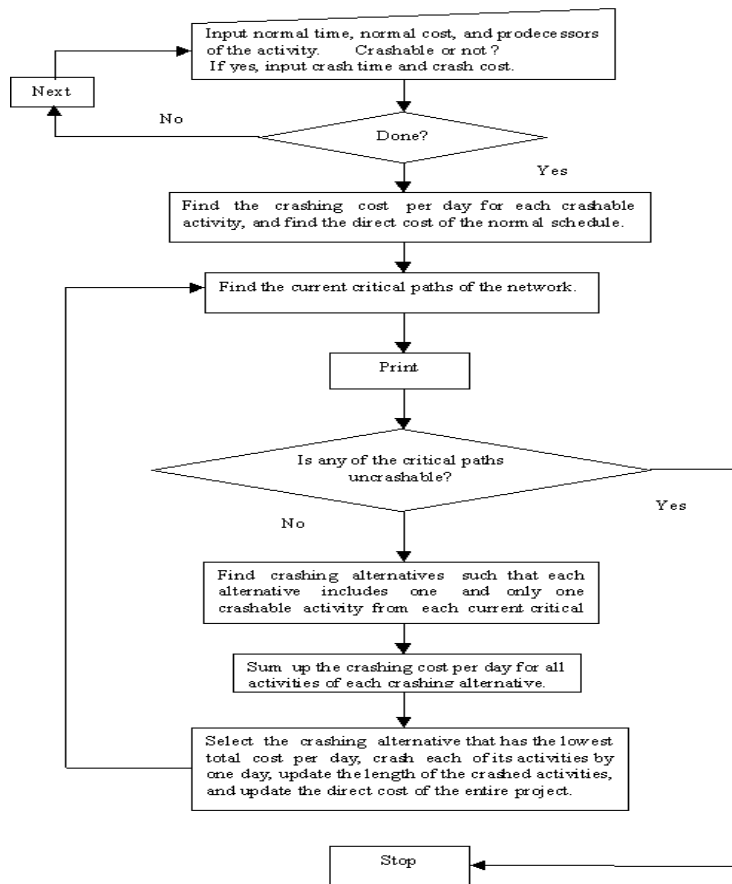 Input normal time, normal cost, and prodecessors
of the activity. Crashable or not ?
If yes, input crash time and crash cost.
Next
No
Done?
Yes
Find the crashing cost per day for each crashable
activity, and find the direct cost of the normal schedule.
Find the current critical paths of the network.
Print
Is any of the critical paths
uncrashable?
Yes
No
Find crashing alternatives such that each
alternative includes one and only one
crashable activity from each current critical
Sum up the crashing cost per day for all
activities of each crashing alternative.
Select the crashing alternative that has the lowest
total cost per day, crash each of its activities by
one day, update the length of the crashed activities,
and update the direct cost of the entire project.
Stop